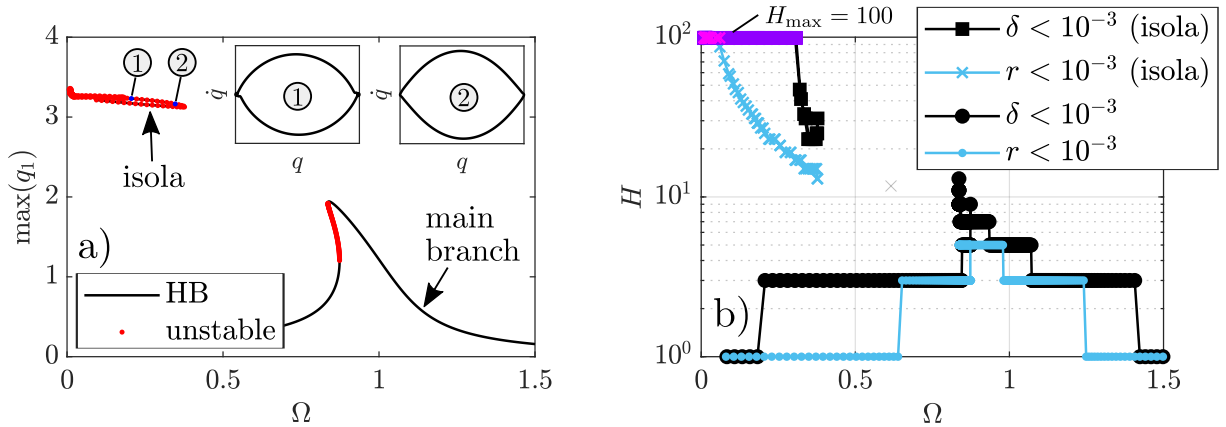 4
3
2
1
0
max(q₁)
0
0.5
1
1.5
Ω
1
2
isola
q̇
1
q
q̇
2
q
a)
main
branch
HB
unstable
H_max = 100
δ < 10⁻³ (isola)
r < 10⁻³ (isola)
δ < 10⁻³
r < 10⁻³
10²
10¹
10⁰
H
b)
0
0.5
1
1.5
Ω